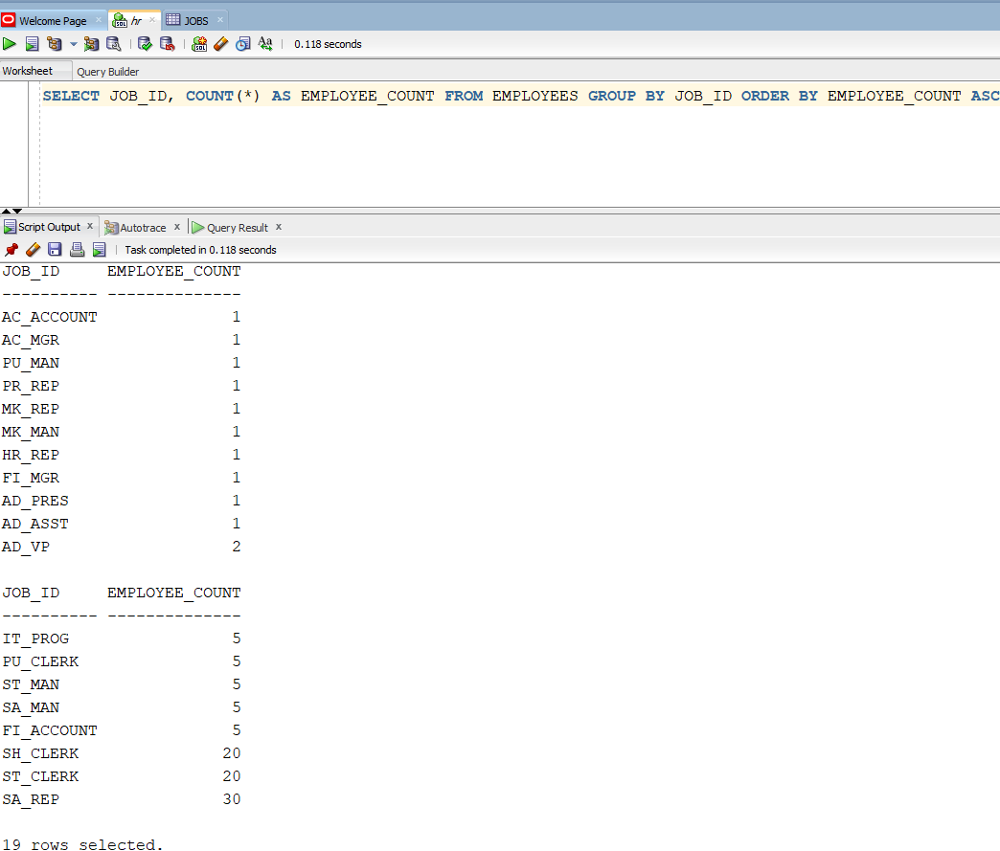 Welcome Page hr JOBS
0.118 seconds
Worksheet Query Builder
SELECT JOB_ID, COUNT(*) AS EMPLOYEE_COUNT FROM EMPLOYEES GROUP BY JOB_ID ORDER BY EMPLOYEE_COUNT ASC
Script Output x Autotrace x Query Result x
Task completed in 0.118 seconds
JOB_ID     EMPLOYEE_COUNT
---------- --------------
AC_ACCOUNT              1
AC_MGR                  1
PU_MAN                  1
PR_REP                  1
MK_REP                  1
MK_MAN                  1
HR_REP                  1
FI_MGR                  1
AD_PRES                 1
AD_ASST                 1
AD_VP                   2
JOB_ID     EMPLOYEE_COUNT
---------- --------------
IT_PROG                 5
PU_CLERK                5
ST_MAN                  5
SA_MAN                  5
FI_ACCOUNT              5
SH_CLERK               20
ST_CLERK               20
SA_REP                 30
19 rows selected.